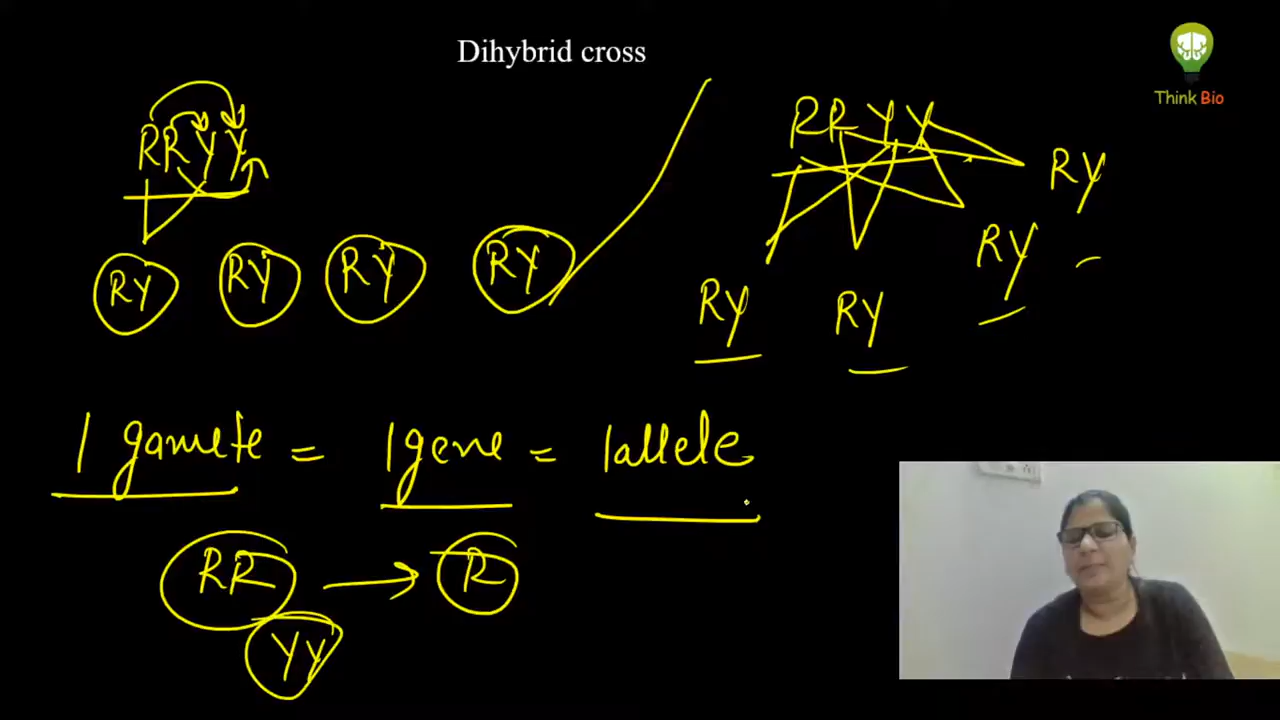 Dihybrid cross
Think Bio
RRYY
RRYY
RY
RY
RY RY RY RY
RY RY
1 gamete = 1 gene = 1 allele
RR → R
YY